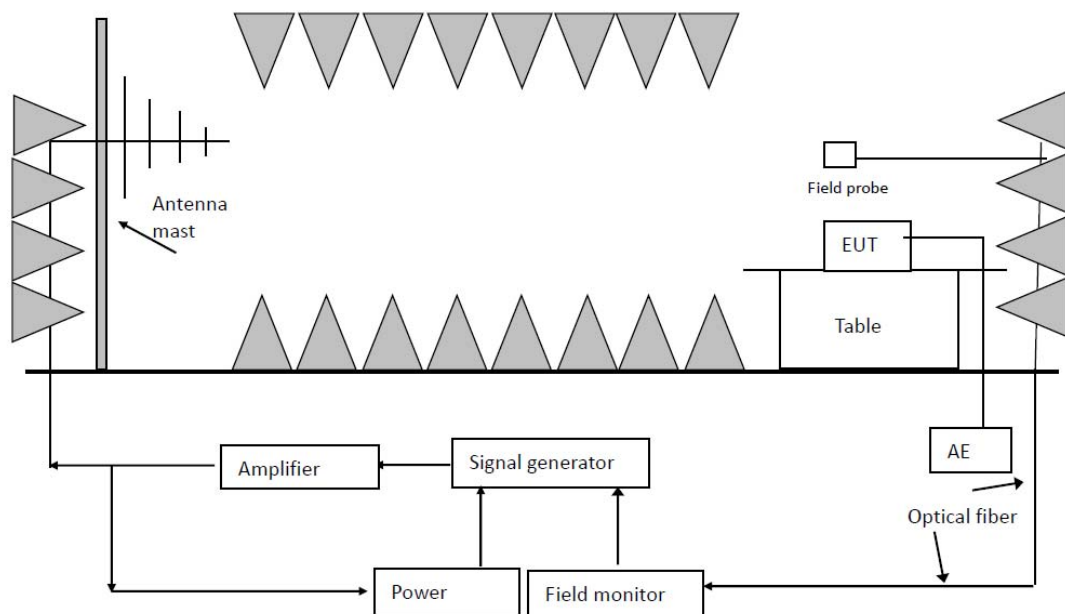 Antenna
mast
Field probe
EUT
Table
Amplifier
Signal generator
AE
Optical fiber
Power
Field monitor